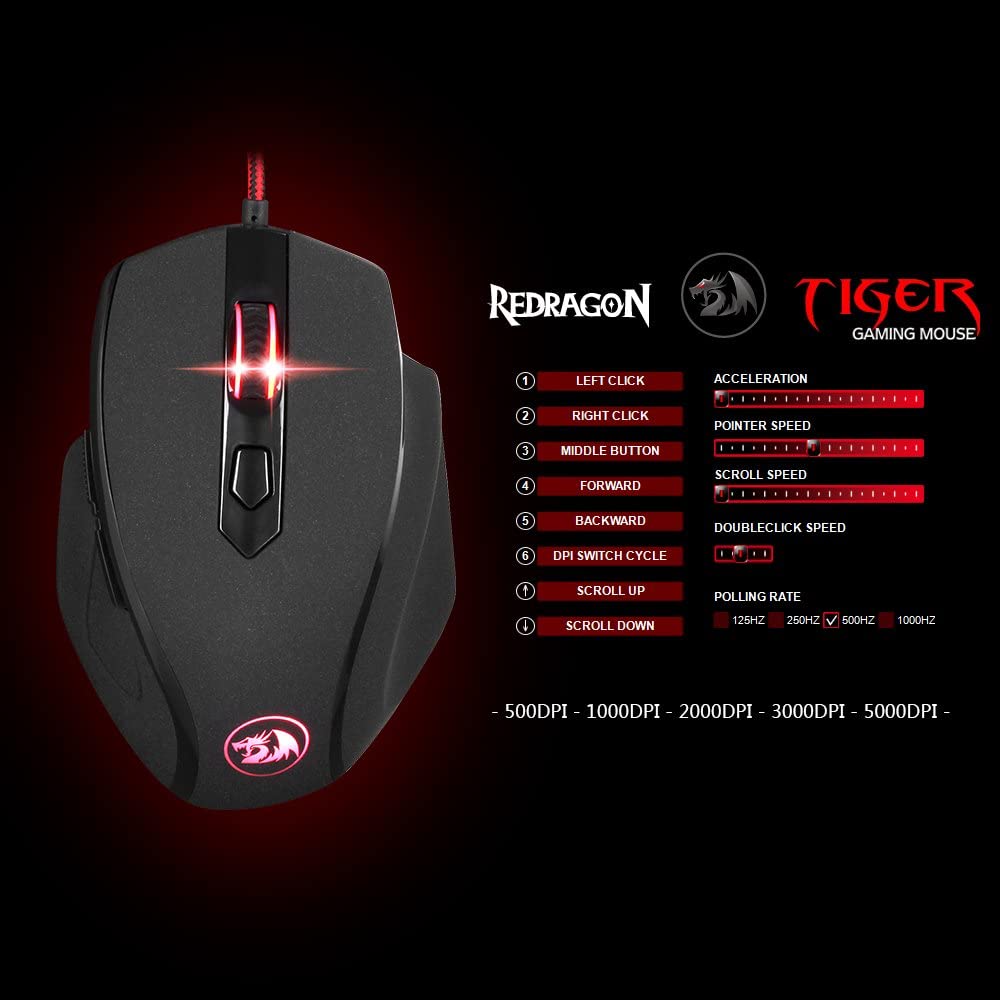 REDRAGON
TIGER
GAMING MOUSE
1 LEFT CLICK
2 RIGHT CLICK
3 MIDDLE BUTTON
4 FORWARD
5 BACKWARD
6 DPI SWITCH CYCLE
↑ SCROLL UP
↓ SCROLL DOWN
ACCELERATION
POINTER SPEED
SCROLL SPEED
DOUBLECLICK SPEED
POLLING RATE
125HZ 250HZ 500HZ 1000HZ
- 500DPI - 1000DPI - 2000DPI - 3000DPI - 5000DPI -